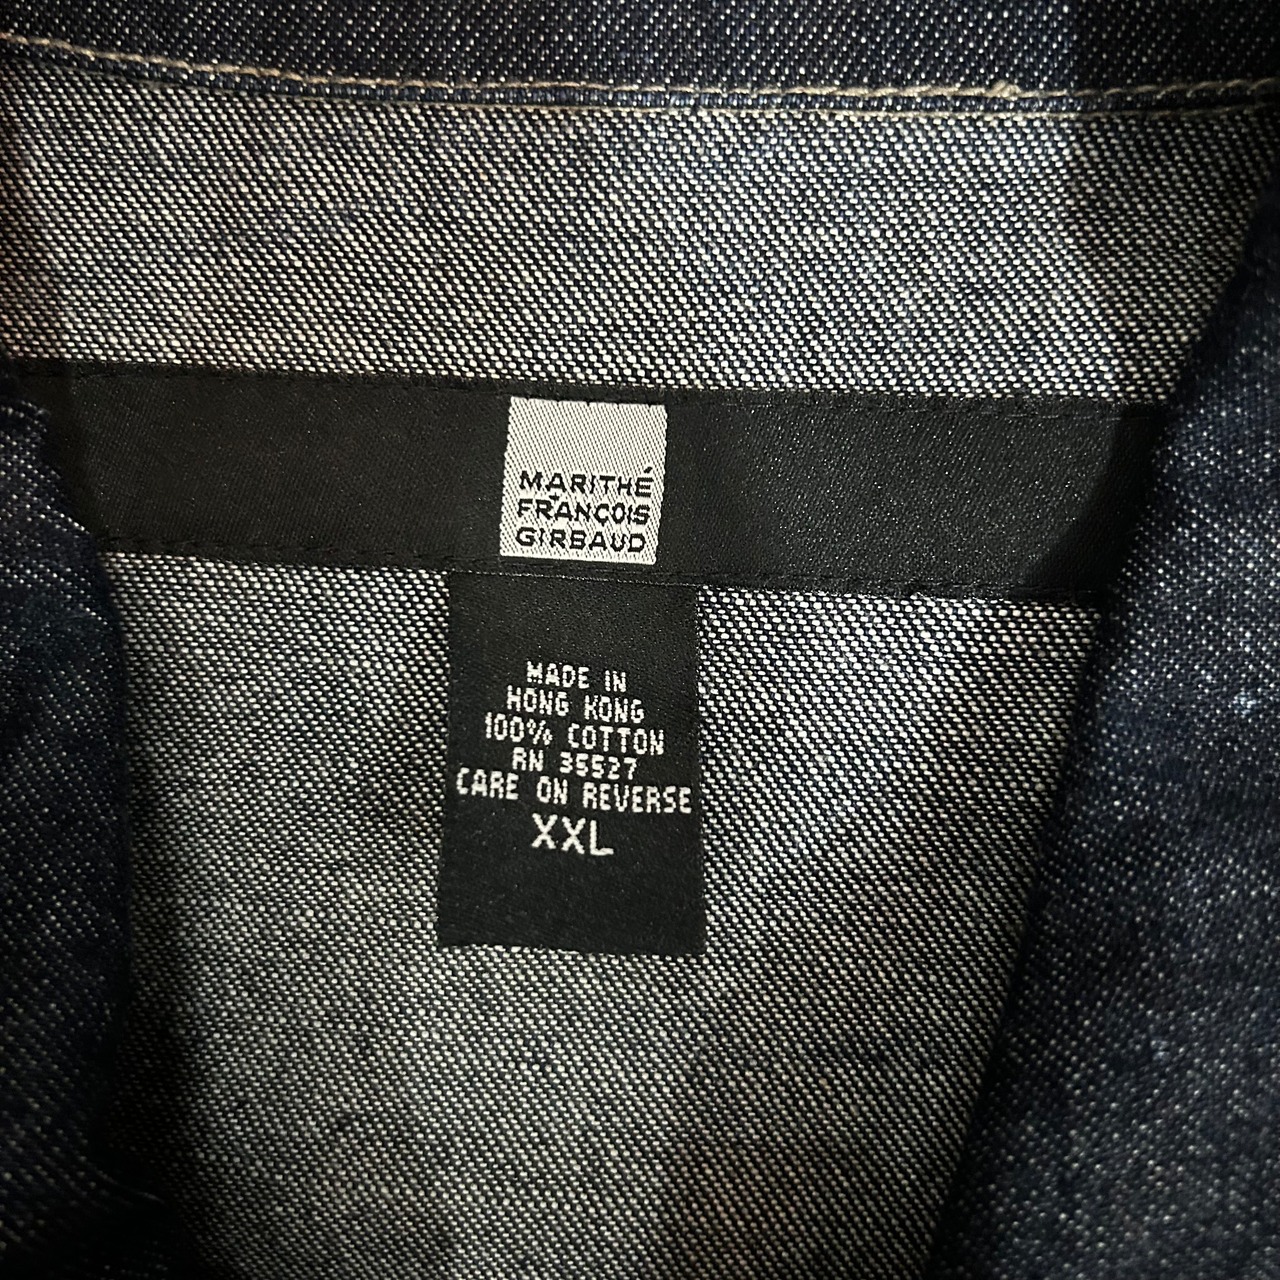 MARITHÉ
FRANÇOIS
GIRBAUD
MADE IN
HONG KONG
100% COTTON
RN 35527
CARE ON REVERSE
XXL